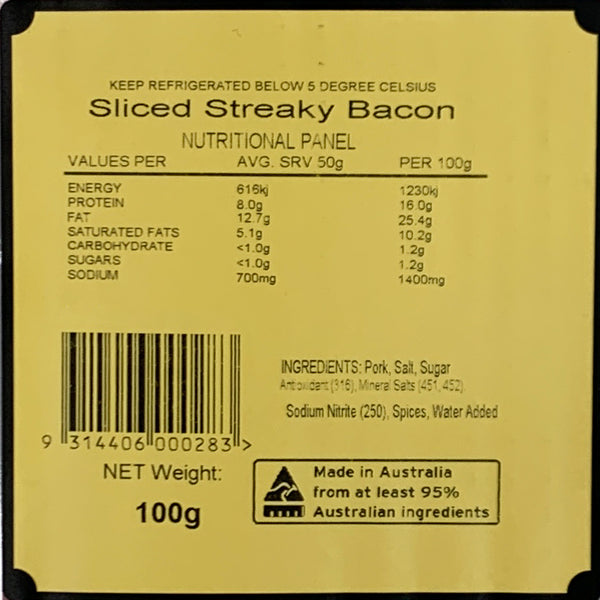 KEEP REFRIGERATED BELOW 5 DEGREE CELSIUS
Sliced Streaky Bacon
NUTRITIONAL PANEL
VALUES PER AVG. SRV 50g PER 100g
ENERGY 616kj 1230kj
PROTEIN 8.0g 16.0g
FAT 12.7g 25.4g
SATURATED FATS 5.1g 10.2g
CARBOHYDRATE <1.0g 1.2g
SUGARS <1.0g 1.2g
SODIUM 700mg 1400mg
INGREDIENTS: Pork, Salt, Sugar
Antioxidant (316), Mineral Salts (451, 452).
Sodium Nitrite (250), Spices, Water Added
9 314406 000283 >
NET Weight:
100g
Made in Australia
from at least 95%
Australian ingredients